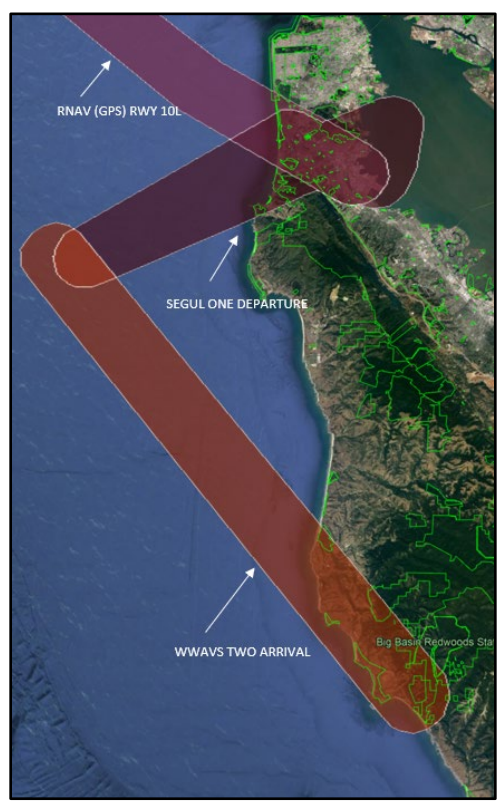 RNAV (GPS) RWY 10L
SEGUL ONE DEPARTURE
WWAVS TWO ARRIVAL
Big Basin Redwoods Sta